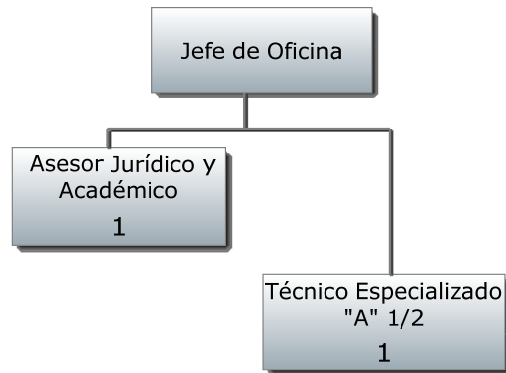 Jefe de Oficina
Asesor Jurídico y
Académico
1
Técnico Especializado
"A" 1/2
1